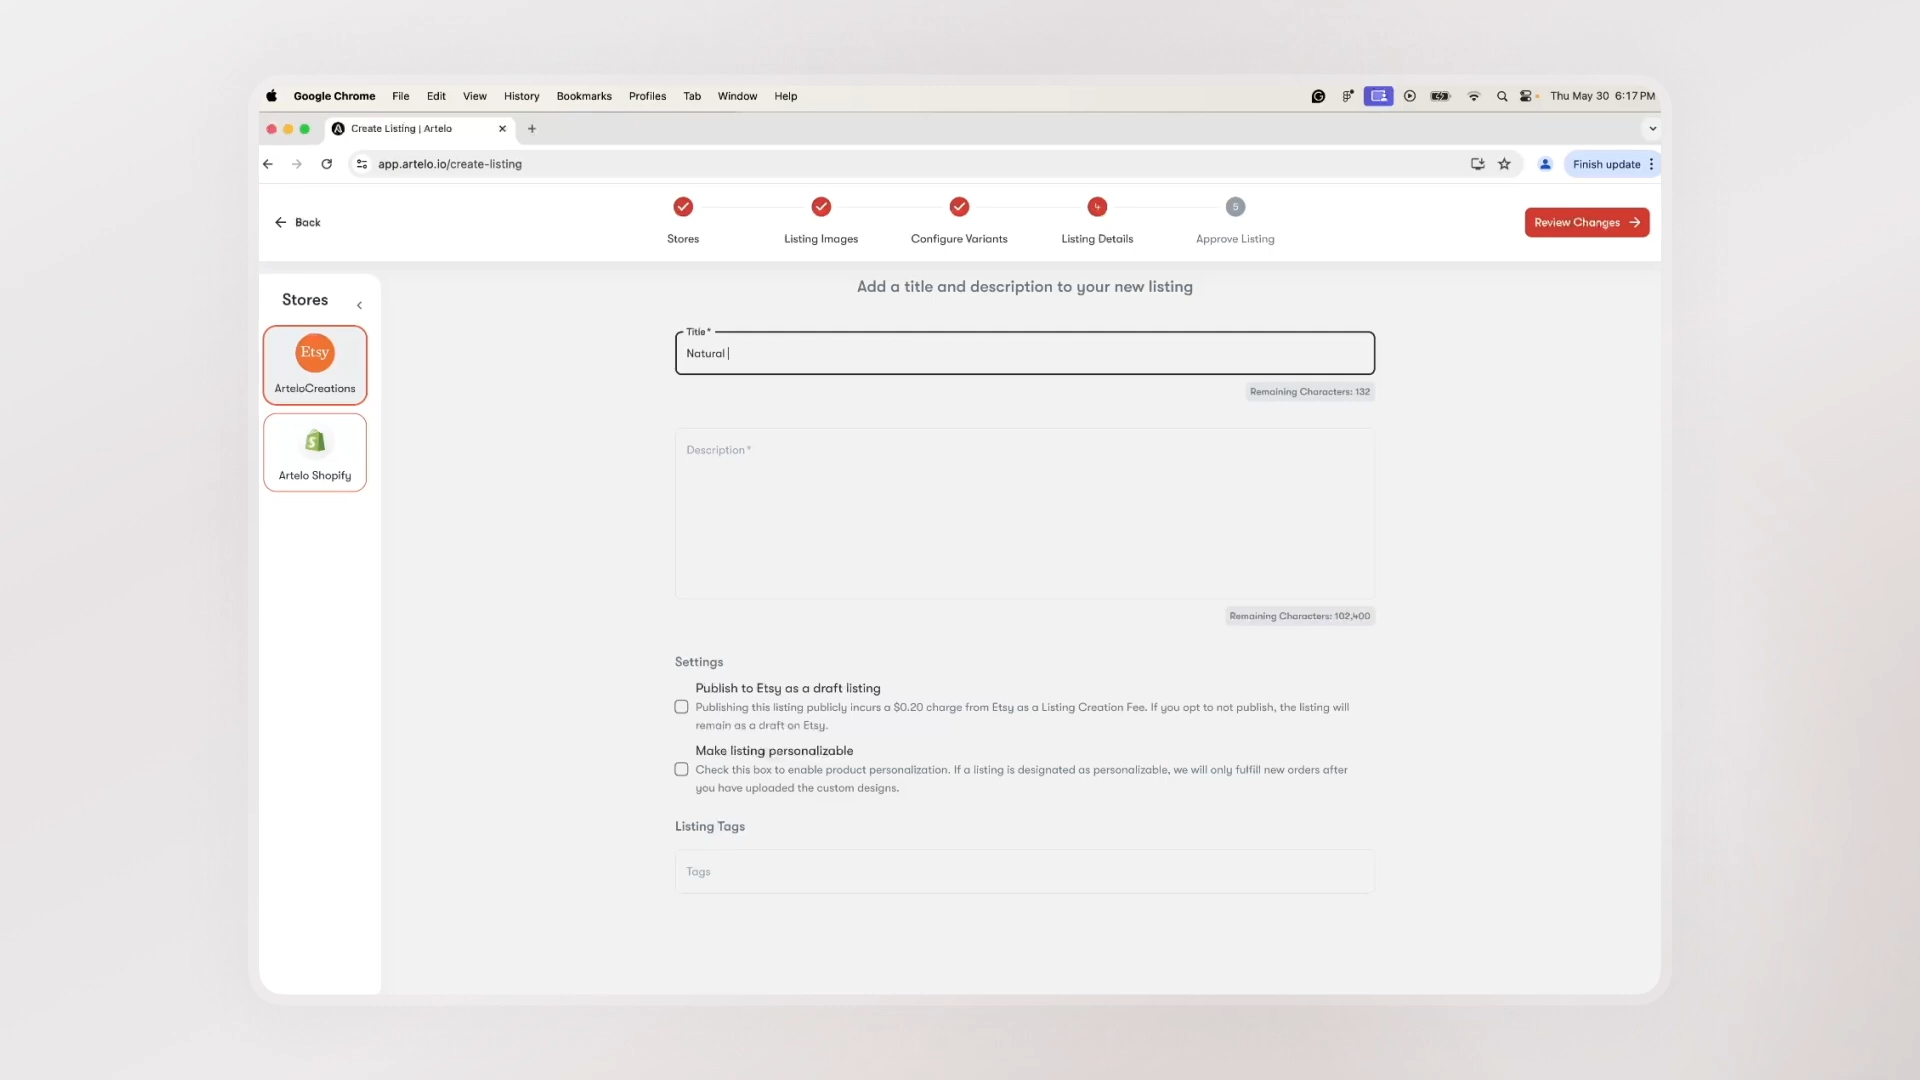 Google Chrome File Edit View History Bookmarks Profiles Tab Window Help Thu May 30 6:17 PM
Create Listing | Artelo
app.artelo.io/create-listing Finish update
Back
4 5
Stores Listing Images Configure Variants Listing Details Approve Listing
Review Changes
Stores
Etsy
ArteloCreations
S
Artelo Shopify
Add a title and description to your new listing
Title *
Natural
Remaining Characters: 132
Description *
Remaining Characters: 102,400
Settings
Publish to Etsy as a draft listing
Publishing this listing publicly incurs a $0.20 charge from Etsy as a Listing Creation Fee. If you opt to not publish, the listing will
remain as a draft on Etsy.
Make listing personalizable
Check this box to enable product personalization. If a listing is designated as personalizable, we will only fulfill new orders after
you have uploaded the custom designs.
Listing Tags
Tags